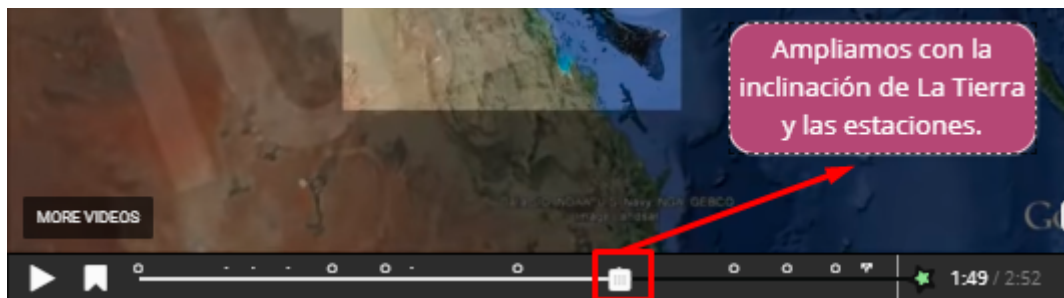 Ampliamos con la
inclinación de La Tierra
y las estaciones.
MORE VIDEOS
1:49 / 2:52